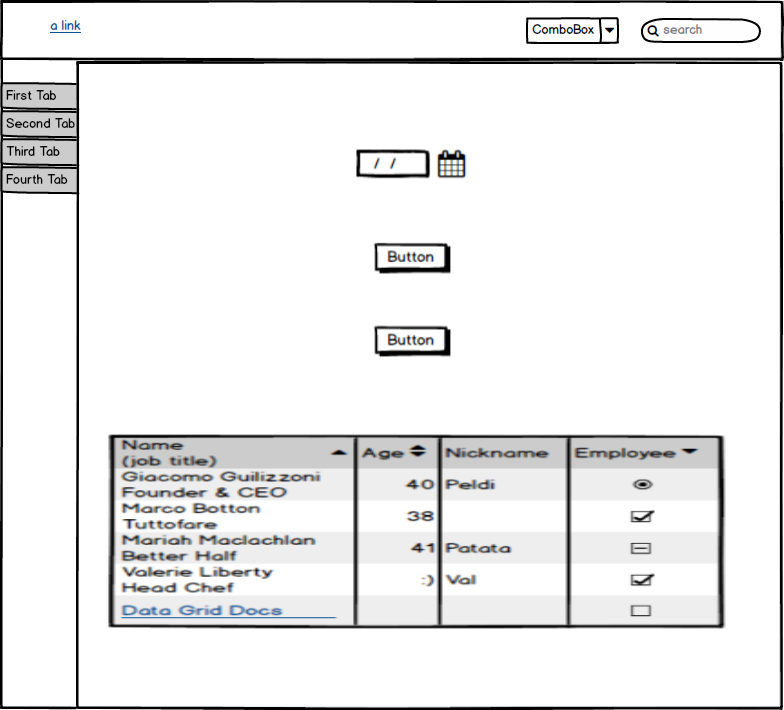 a link
ComboBox
search
First Tab
Second Tab
Third Tab
Fourth Tab
/ /
Button
Button
Name
(job title) Age Nickname Employee
Giacomo Guilizzoni
Founder & CEO 40 Peldi
Marco Botton
Tuttofare 38
Mariah Maclachlan
Better Half 41 Patata
Valerie Liberty
Head Chef :) Val
Data Grid Docs